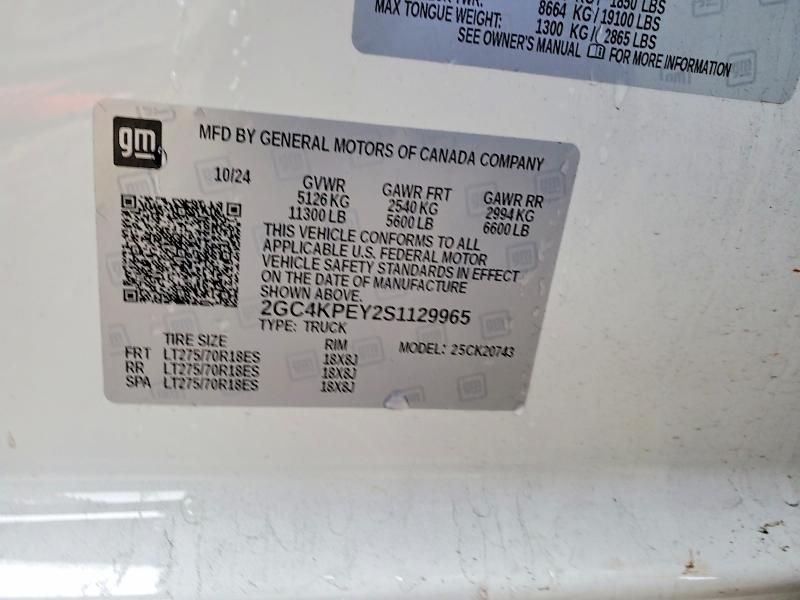 1850 LBS
8664 KG/19100 LBS
MAX TONGUE WEIGHT: 1300 KG/ 2865 LBS
SEE OWNER'S MANUAL FOR MORE INFORMATION
gm
MFD BY GENERAL MOTORS OF CANADA COMPANY
10/24
GVWR GAWR FRT GAWR RR
5126 KG 2540 KG 2994 KG
11300 LB 5600 LB 6600 LB
THIS VEHICLE CONFORMS TO ALL
APPLICABLE U.S. FEDERAL MOTOR
VEHICLE SAFETY STANDARDS IN EFFECT
ON THE DATE OF MANUFACTURE
SHOWN ABOVE.
2GC4KPEY2S1129965
TYPE: TRUCK
TIRE SIZE RIM MODEL: 25CK20743
FRT LT275/70R18ES 18X8J
RR LT275/70R18ES 18X8J
SPA LT275/70R18ES 18X8J